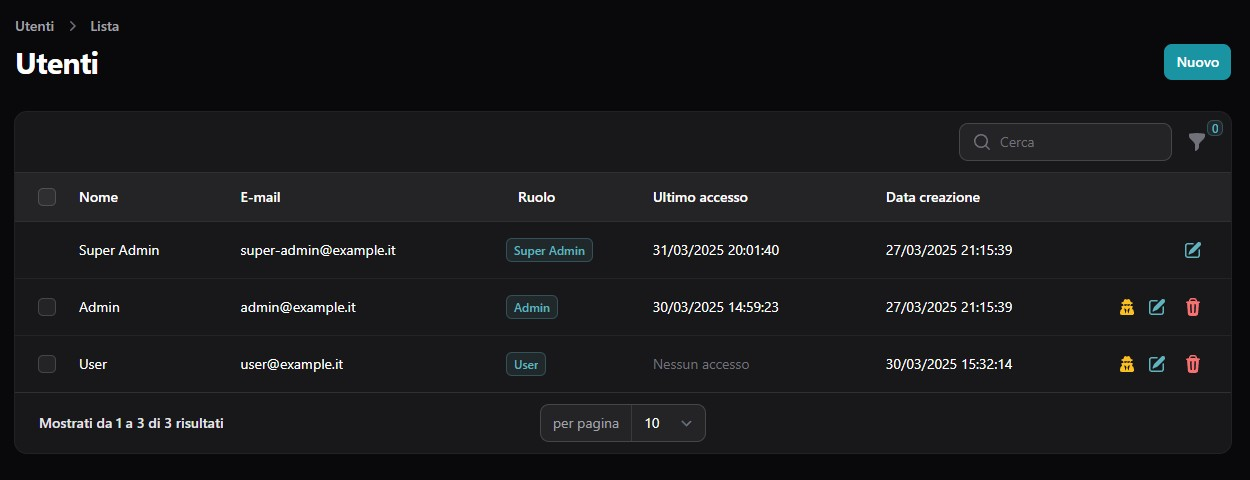 Utenti > Lista
Utenti
Nuovo
Cerca
0
Nome E-mail Ruolo Ultimo accesso Data creazione
Super Admin super-admin@example.it Super Admin 31/03/2025 20:01:40 27/03/2025 21:15:39
Admin admin@example.it Admin 30/03/2025 14:59:23 27/03/2025 21:15:39
User user@example.it User Nessun accesso 30/03/2025 15:32:14
Mostrati da 1 a 3 di 3 risultati per pagina 10